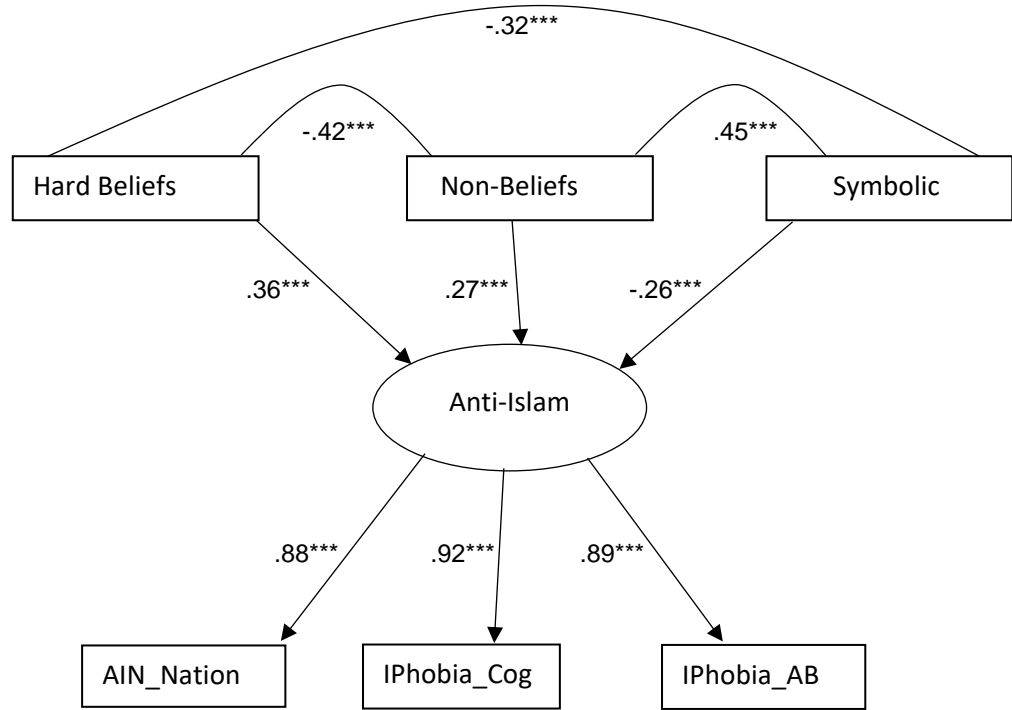 -.32***
-.42***
.45***
Hard Beliefs
Non-Beliefs
Symbolic
.36***
.27***
-.26***
Anti-Islam
.88***
.92***
.89***
AIN_Nation
IPhobia_Cog
IPhobia_AB